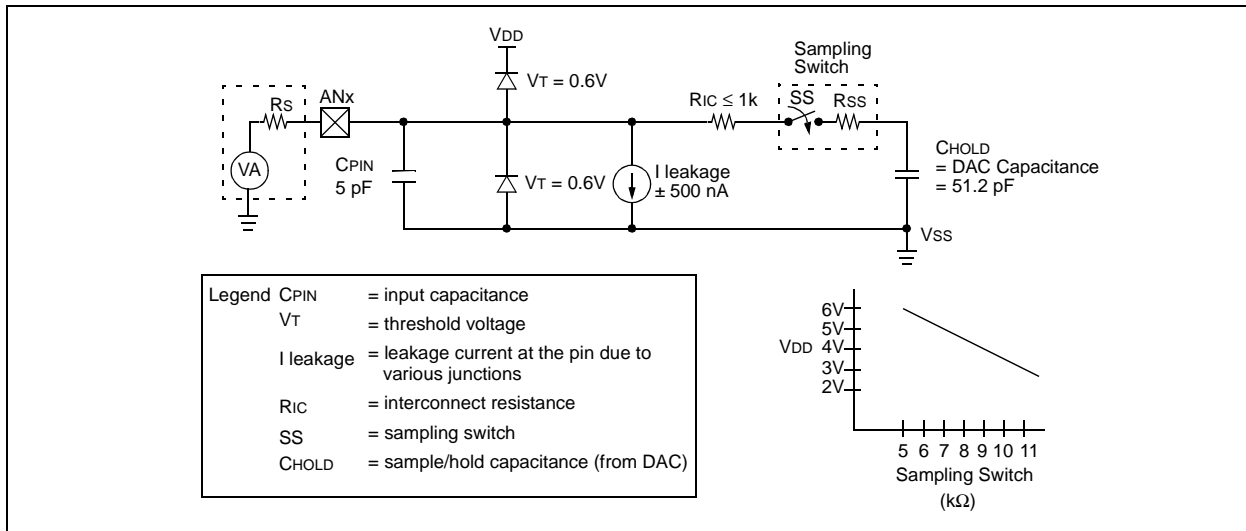 VDD
Sampling
Switch
VT = 0.6V
RS
ANx
RIC ≤ 1k
SS
RSS
VA
CPIN
5 pF
VT = 0.6V
I leakage
± 500 nA
CHOLD
= DAC Capacitance
= 51.2 pF
VSS
Legend CPIN = input capacitance
VT = threshold voltage
I leakage = leakage current at the pin due to
various junctions
RIC = interconnect resistance
SS = sampling switch
CHOLD = sample/hold capacitance (from DAC)
6V
5V
VDD 4V
3V
2V
5 6 7 8 9 10 11
Sampling Switch
(kΩ)